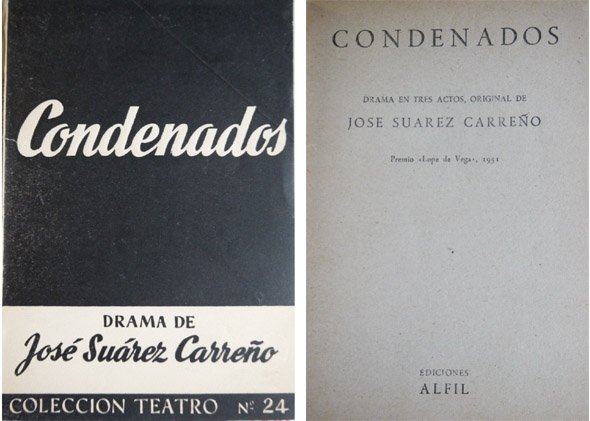 Condenados
DRAMA DE
José Suárez Carreño
COLECCION TEATRO Nº 24
CONDENADOS
DRAMA EN TRES ACTOS, ORIGINAL DE
JOSE SUAREZ CARREÑO
Premio «Lope de Vega», 1951
EDICIONES
ALFIL